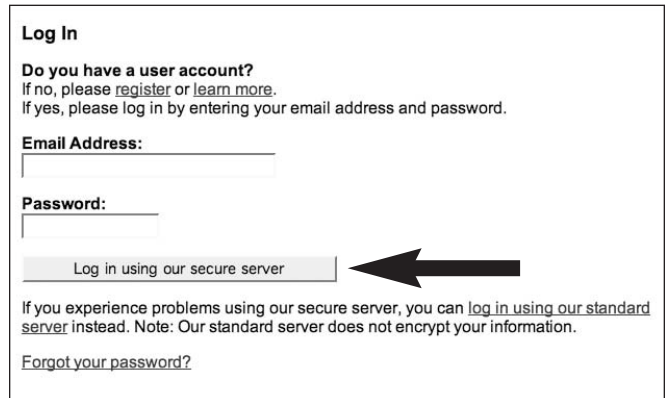 Log In
Do you have a user account?
If no, please register or learn more.
If yes, please log in by entering your email address and password.
Email Address:
Password:
Log in using our secure server
If you experience problems using our secure server, you can log in using our standard
server instead. Note: Our standard server does not encrypt your information.
Forgot your password?